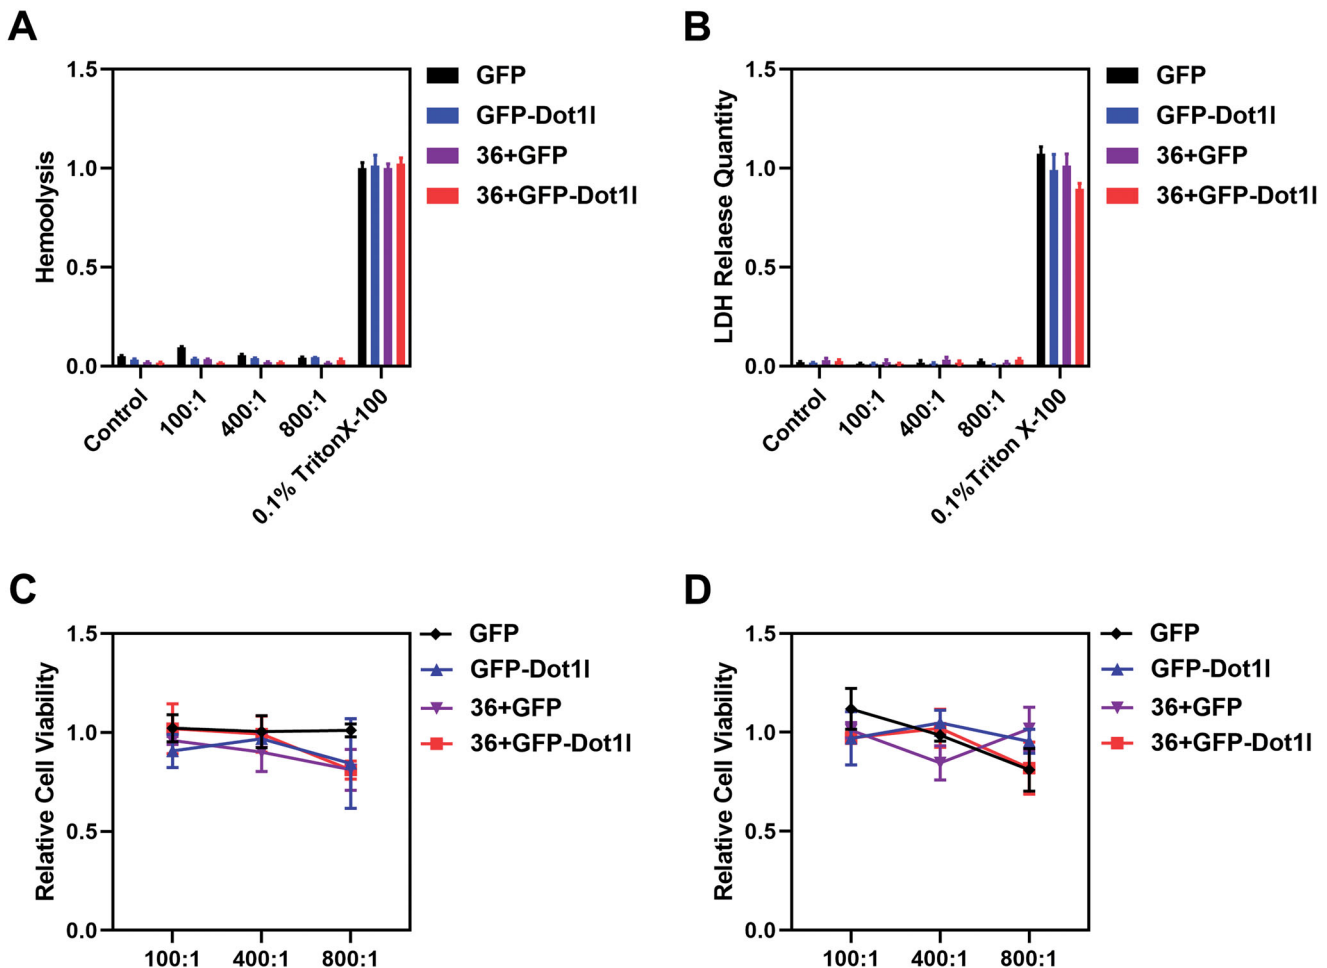 A
Hemoolysis
1.5
1.0
0.5
0.0
Control
100:1
400:1
800:1
0.1% TritonX-100
GFP
GFP-Dot1l
36+GFP
36+GFP-Dot1l
B
LDH Relaese Quantity
1.5
1.0
0.5
0.0
Control
100:1
400:1
800:1
0.1%Triton X-100
GFP
GFP-Dot1l
36+GFP
36+GFP-Dot1l
C
Relative Cell Viability
1.5
1.0
0.5
0.0
100:1
400:1
800:1
GFP
GFP-Dot1l
36+GFP
36+GFP-Dot1l
D
Relative Cell Viability
1.5
1.0
0.5
0.0
100:1
400:1
800:1
GFP
GFP-Dot1l
36+GFP
36+GFP-Dot1l